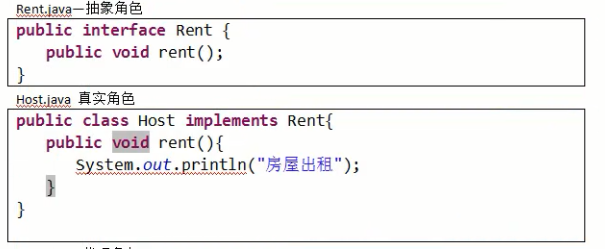 Rent.java—抽象角色
public interface Rent {
public void rent();
}
Host.java 真实角色
public class Host implements Rent{
public void rent(){
System.out.println("房屋出租");
}
}